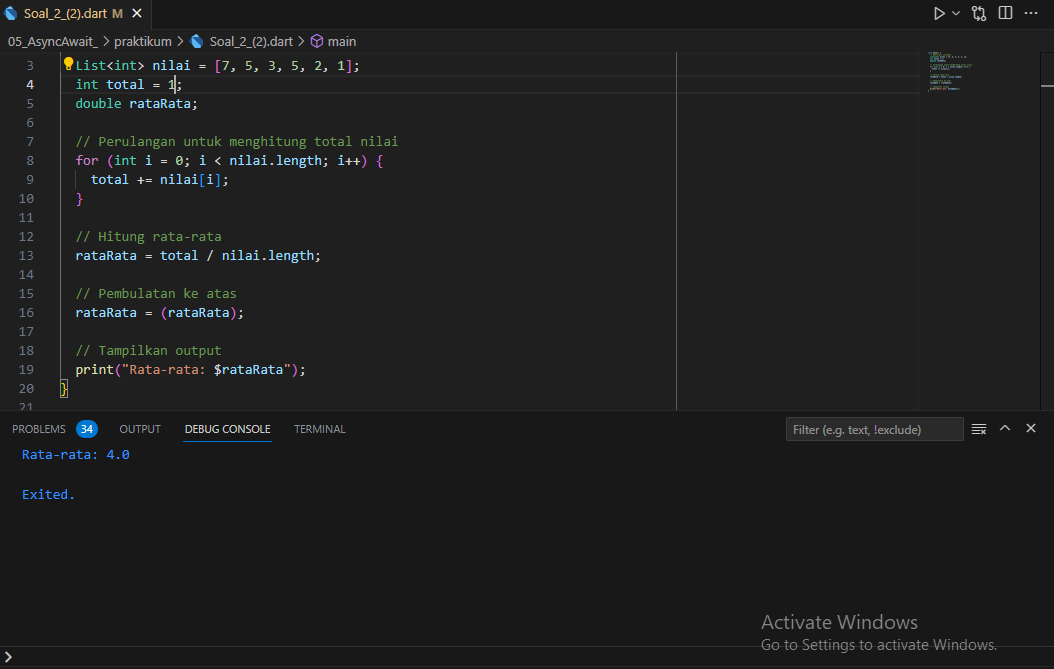 Soal_2_(2).dart M
05_AsyncAwait_ > praktikum > Soal_2_(2).dart > main
3 List<int> nilai = [7, 5, 3, 5, 2, 1];
4 int total = 1;
5 double rataRata;
6
7 // Perulangan untuk menghitung total nilai
8 for (int i = 0; i < nilai.length; i++) {
9 total += nilai[i];
10 }
11
12 // Hitung rata-rata
13 rataRata = total / nilai.length;
14
15 // Pembulatan ke atas
16 rataRata = (rataRata);
17
18 // Tampilkan output
19 print("Rata-rata: $rataRata");
20 }
21
PROBLEMS 34 OUTPUT DEBUG CONSOLE TERMINAL Filter (e.g. text, !exclude)
Rata-rata: 4.0
Exited.
Activate Windows
Go to Settings to activate Windows.